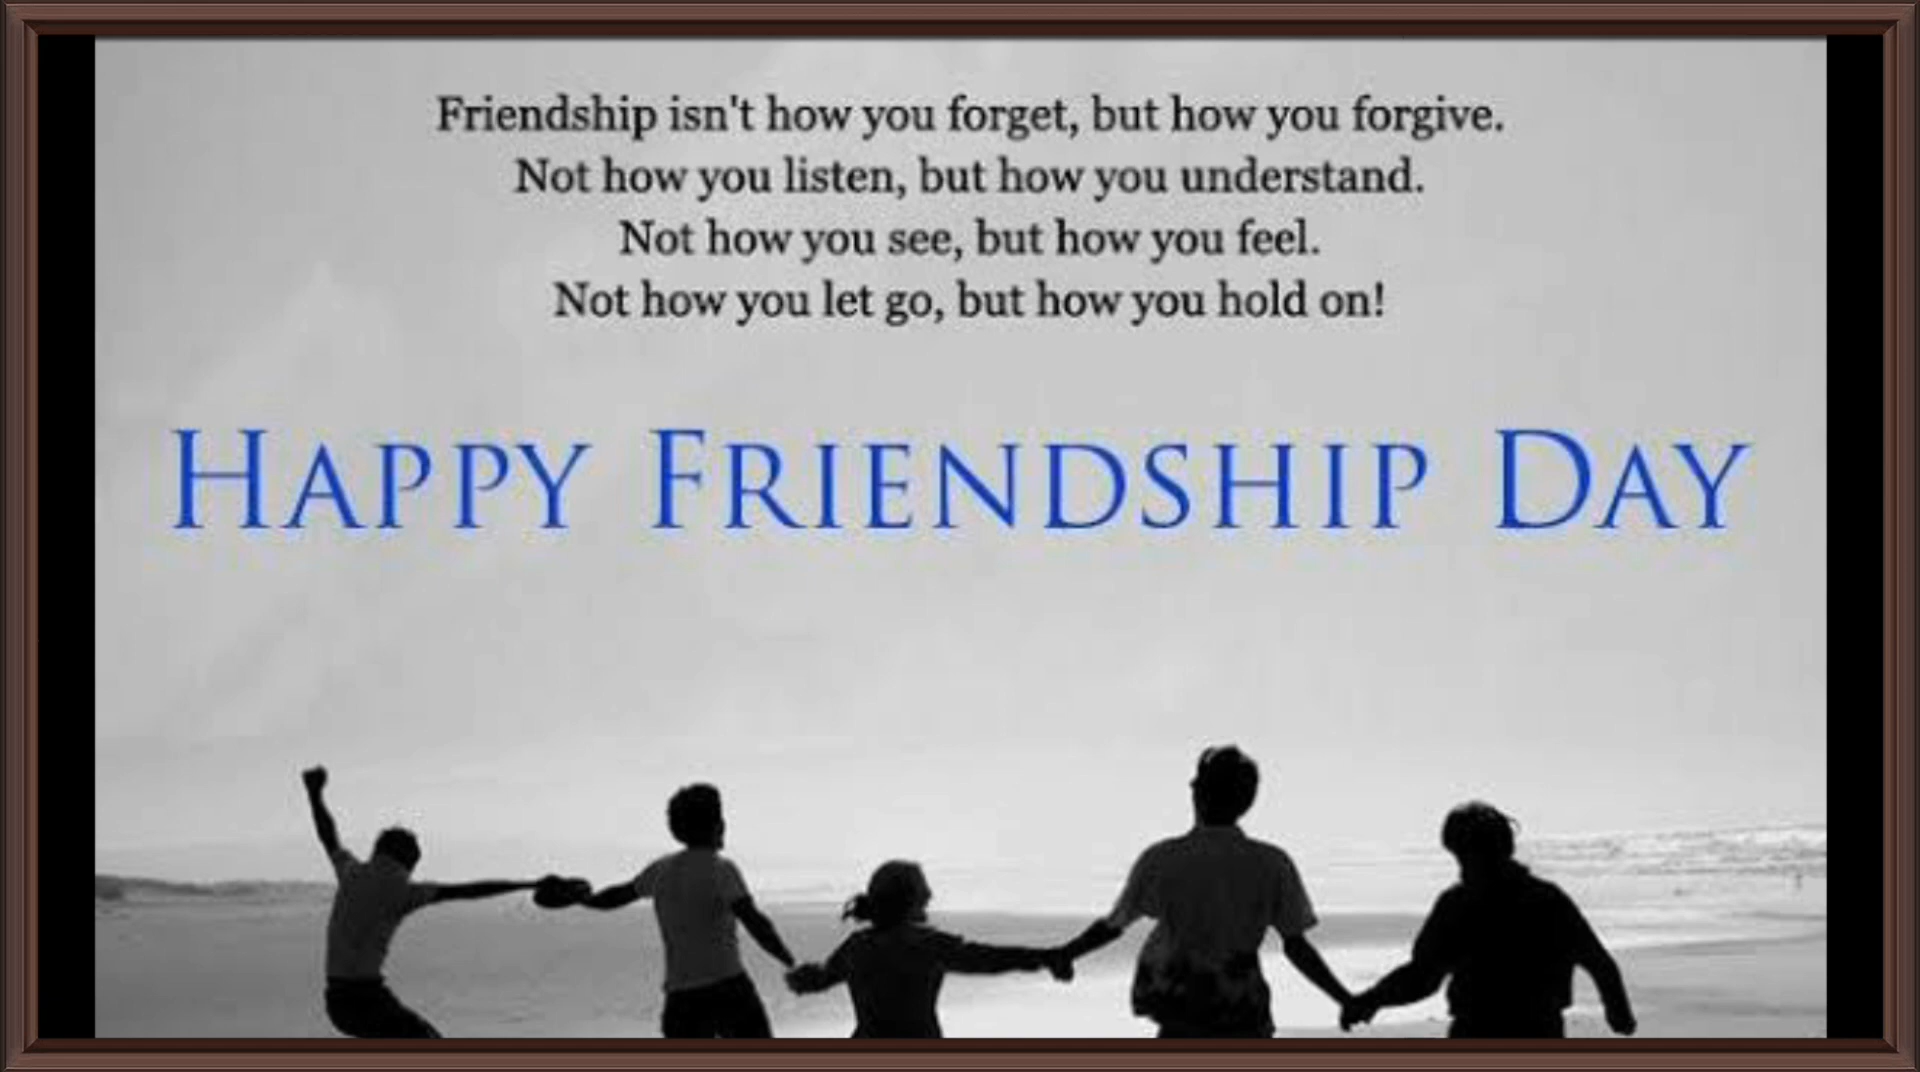 Friendship isn't how you forget, but how you forgive.
Not how you listen, but how you understand.
Not how you see, but how you feel.
Not how you let go, but how you hold on!
HAPPY FRIENDSHIP DAY